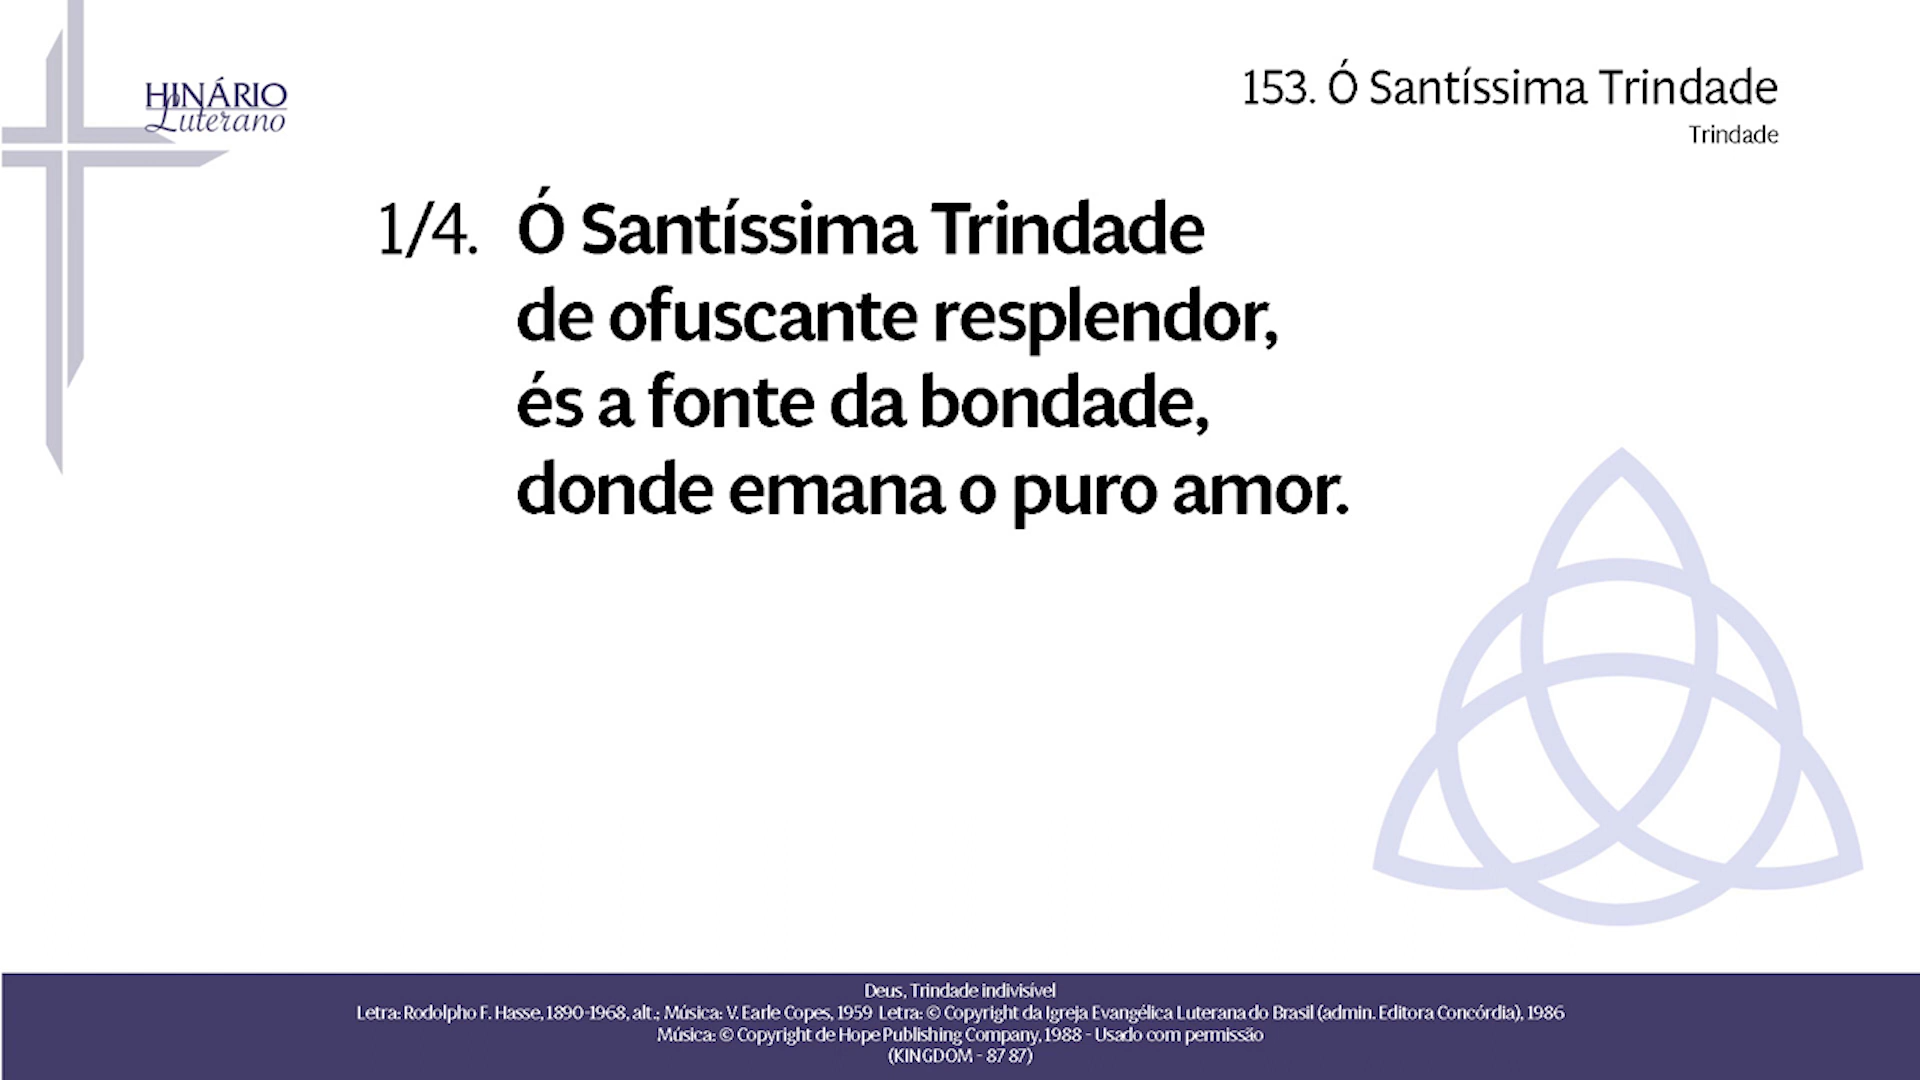 HINÁRIO
Luterano
153. Ó Santíssima Trindade
Trindade
1/4. Ó Santíssima Trindade
de ofuscante resplendor,
és a fonte da bondade,
donde emana o puro amor.
Deus, Trindade indivisível
Letra: Rodolpho F. Hasse, 1890-1968, alt.; Música: V. Earle Copes, 1959 Letra: © Copyright da Igreja Evangélica Luterana do Brasil (admin. Editora Concórdia), 1986
Música: © Copyright de Hope Publishing Company, 1988 - Usado com permissão
(KINGDOM - 87 87)